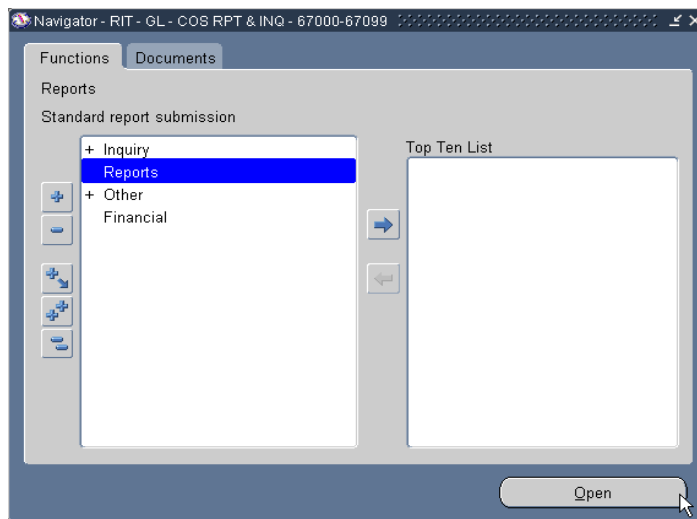 Navigator - RIT - GL - COS RPT & INQ - 67000-67099
Functions
Documents
Reports
Standard report submission
+ Inquiry
Reports
+ Other
Financial
Top Ten List
Open